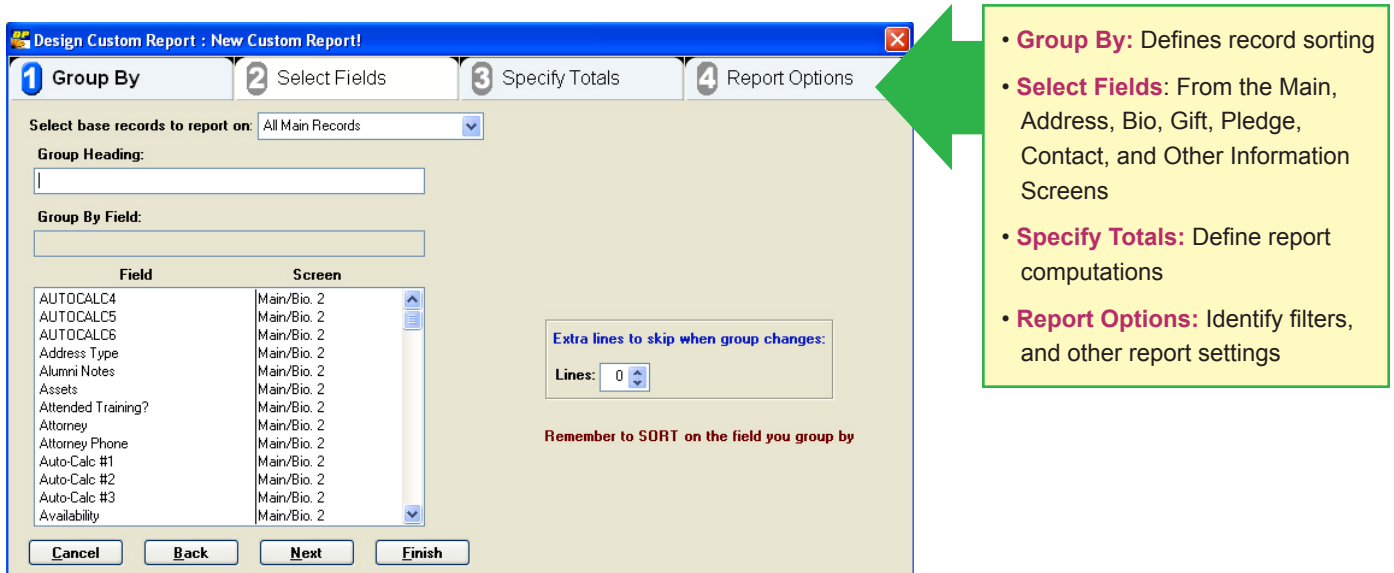 Design Custom Report : New Custom Report!
1 Group By
2 Select Fields
3 Specify Totals
4 Report Options
Select base records to report on: All Main Records
Group Heading:
Group By Field:
Field Screen
AUTOCALC4 Main/Bio. 2
AUTOCALC5 Main/Bio. 2
AUTOCALC6 Main/Bio. 2
Address Type Main/Bio. 2
Alumni Notes Main/Bio. 2
Assets Main/Bio. 2
Attended Training? Main/Bio. 2
Attorney Main/Bio. 2
Attorney Phone Main/Bio. 2
Auto-Calc #1 Main/Bio. 2
Auto-Calc #2 Main/Bio. 2
Auto-Calc #3 Main/Bio. 2
Availability Main/Bio. 2
Extra lines to skip when group changes:
Lines: 0
Remember to SORT on the field you group by
Cancel Back Next Finish
• Group By: Defines record sorting
• Select Fields: From the Main,
Address, Bio, Gift, Pledge,
Contact, and Other Information
Screens
• Specify Totals: Define report
computations
• Report Options: Identify filters,
and other report settings